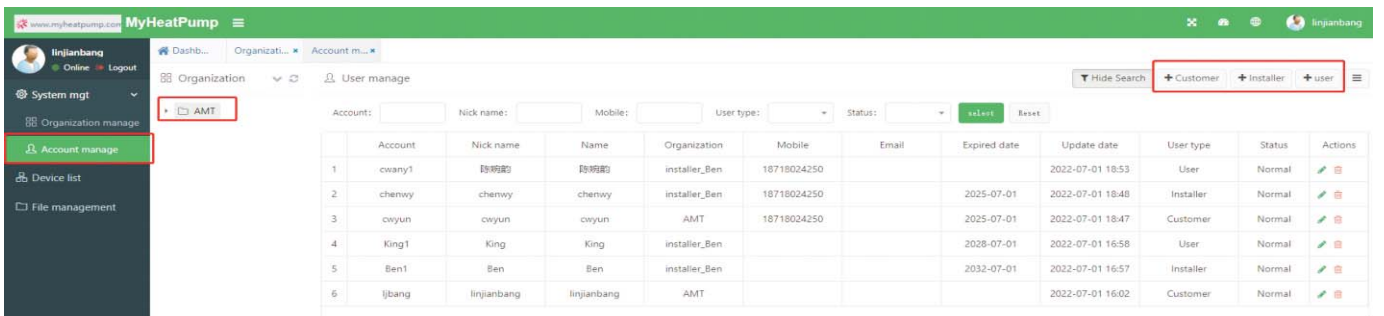 www.myheatpump.com MyHeatPump linjianbang
linjianbang
Online Logout
System mgt
Organization manage
Account manage
Device list
File management
Dashb... Organizati... Account m...
Organization User manage Hide Search + Customer + Installer + user
AMT
Account: Nick name: Mobile: User type: Status: select Reset
Account Nick name Name Organization Mobile Email Expired date Update date User type Status Actions
1 cwany1 陈婉韵 陈婉韵 installer_Ben 18718024250 2022-07-01 18:53 User Normal
2 chenwy chenwy chenwy installer_Ben 2025-07-01 2022-07-01 18:48 Installer Normal
3 cwyun cwyun cwyun AMT 18718024250 2025-07-01 2022-07-01 18:47 Customer Normal
4 King1 King King installer_Ben 2028-07-01 2022-07-01 16:58 User Normal
5 Ben1 Ben Ben installer_Ben 2032-07-01 2022-07-01 16:57 Installer Normal
6 ljbang linjianbang linjianbang AMT 2022-07-01 16:02 Customer Normal